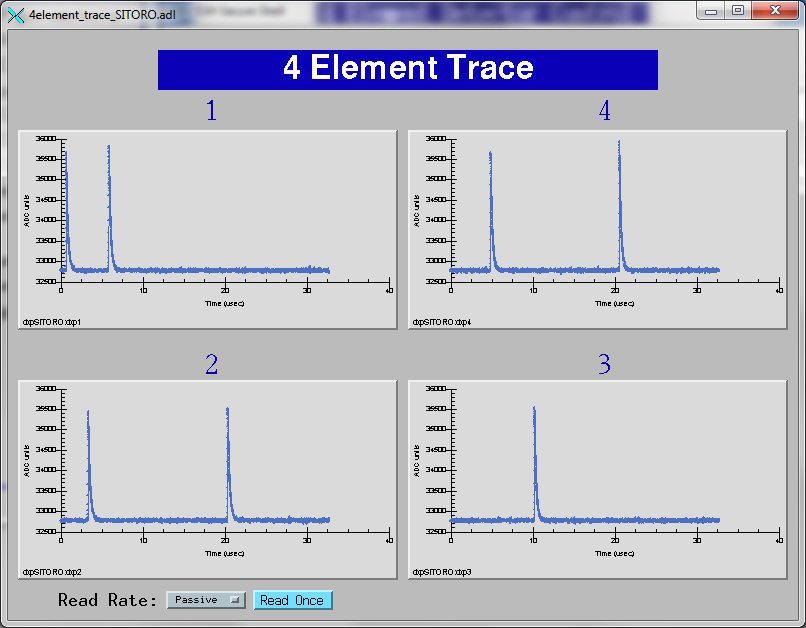 4element_trace_SITORO.adl
4 Element Trace
1
36000
35500
35000
34500
34000
33500
33000
32500
ADC units
0 10 20 30 40
Time (usec)
dxpSITORO:dxp1
4
36000
35500
35000
34500
34000
33500
33000
32500
ADC units
0 10 20 30 40
Time (usec)
dxpSITORO:dxp4
2
36000
35500
35000
34500
34000
33500
33000
32500
ADC units
0 10 20 30 40
Time (usec)
dxpSITORO:dxp2
3
36000
35500
35000
34500
34000
33500
33000
32500
ADC units
0 10 20 30 40
Time (usec)
dxpSITORO:dxp3
Read Rate: Passive Read Once